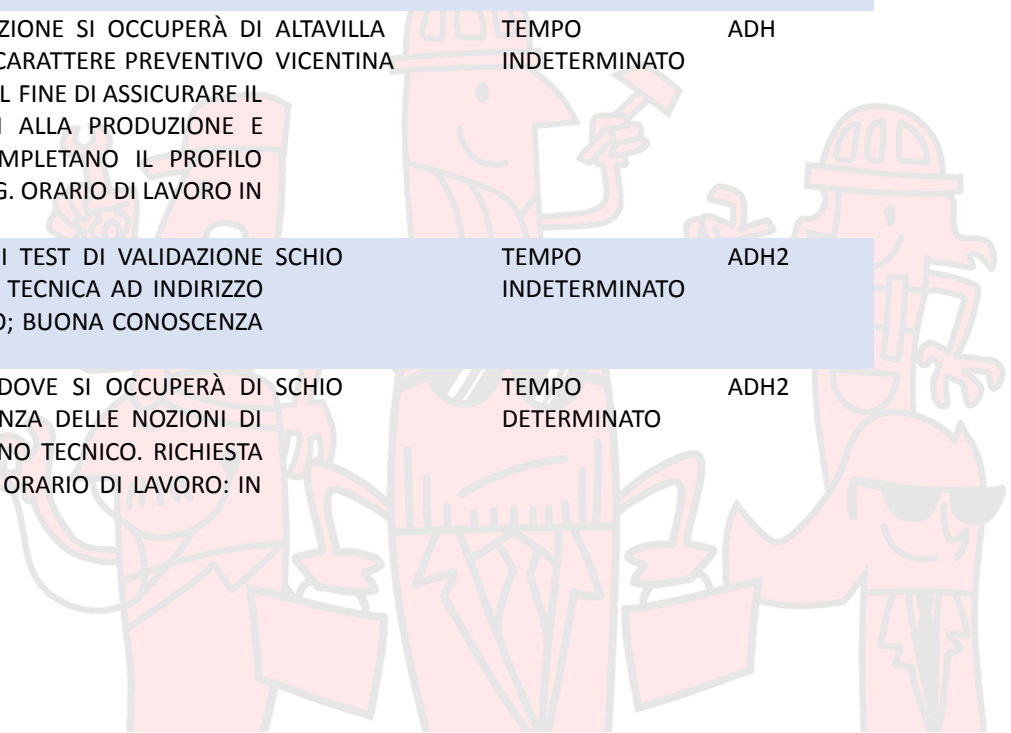 ZIONE SI OCCUPERÀ DI ALTAVILLA TEMPO ADH
CARATTERE PREVENTIVO VICENTINA INDETERMINATO
L FINE DI ASSICURARE IL
ALLA PRODUZIONE E
MPLETANO IL PROFILO
G. ORARIO DI LAVORO IN
I TEST DI VALIDAZIONE SCHIO TEMPO ADH2
TECNICA AD INDIRIZZO INDETERMINATO
O; BUONA CONOSCENZA
DOVE SI OCCUPERÀ DI SCHIO TEMPO ADH2
NZA DELLE NOZIONI DI DETERMINATO
NO TECNICO. RICHIESTA
ORARIO DI LAVORO: IN